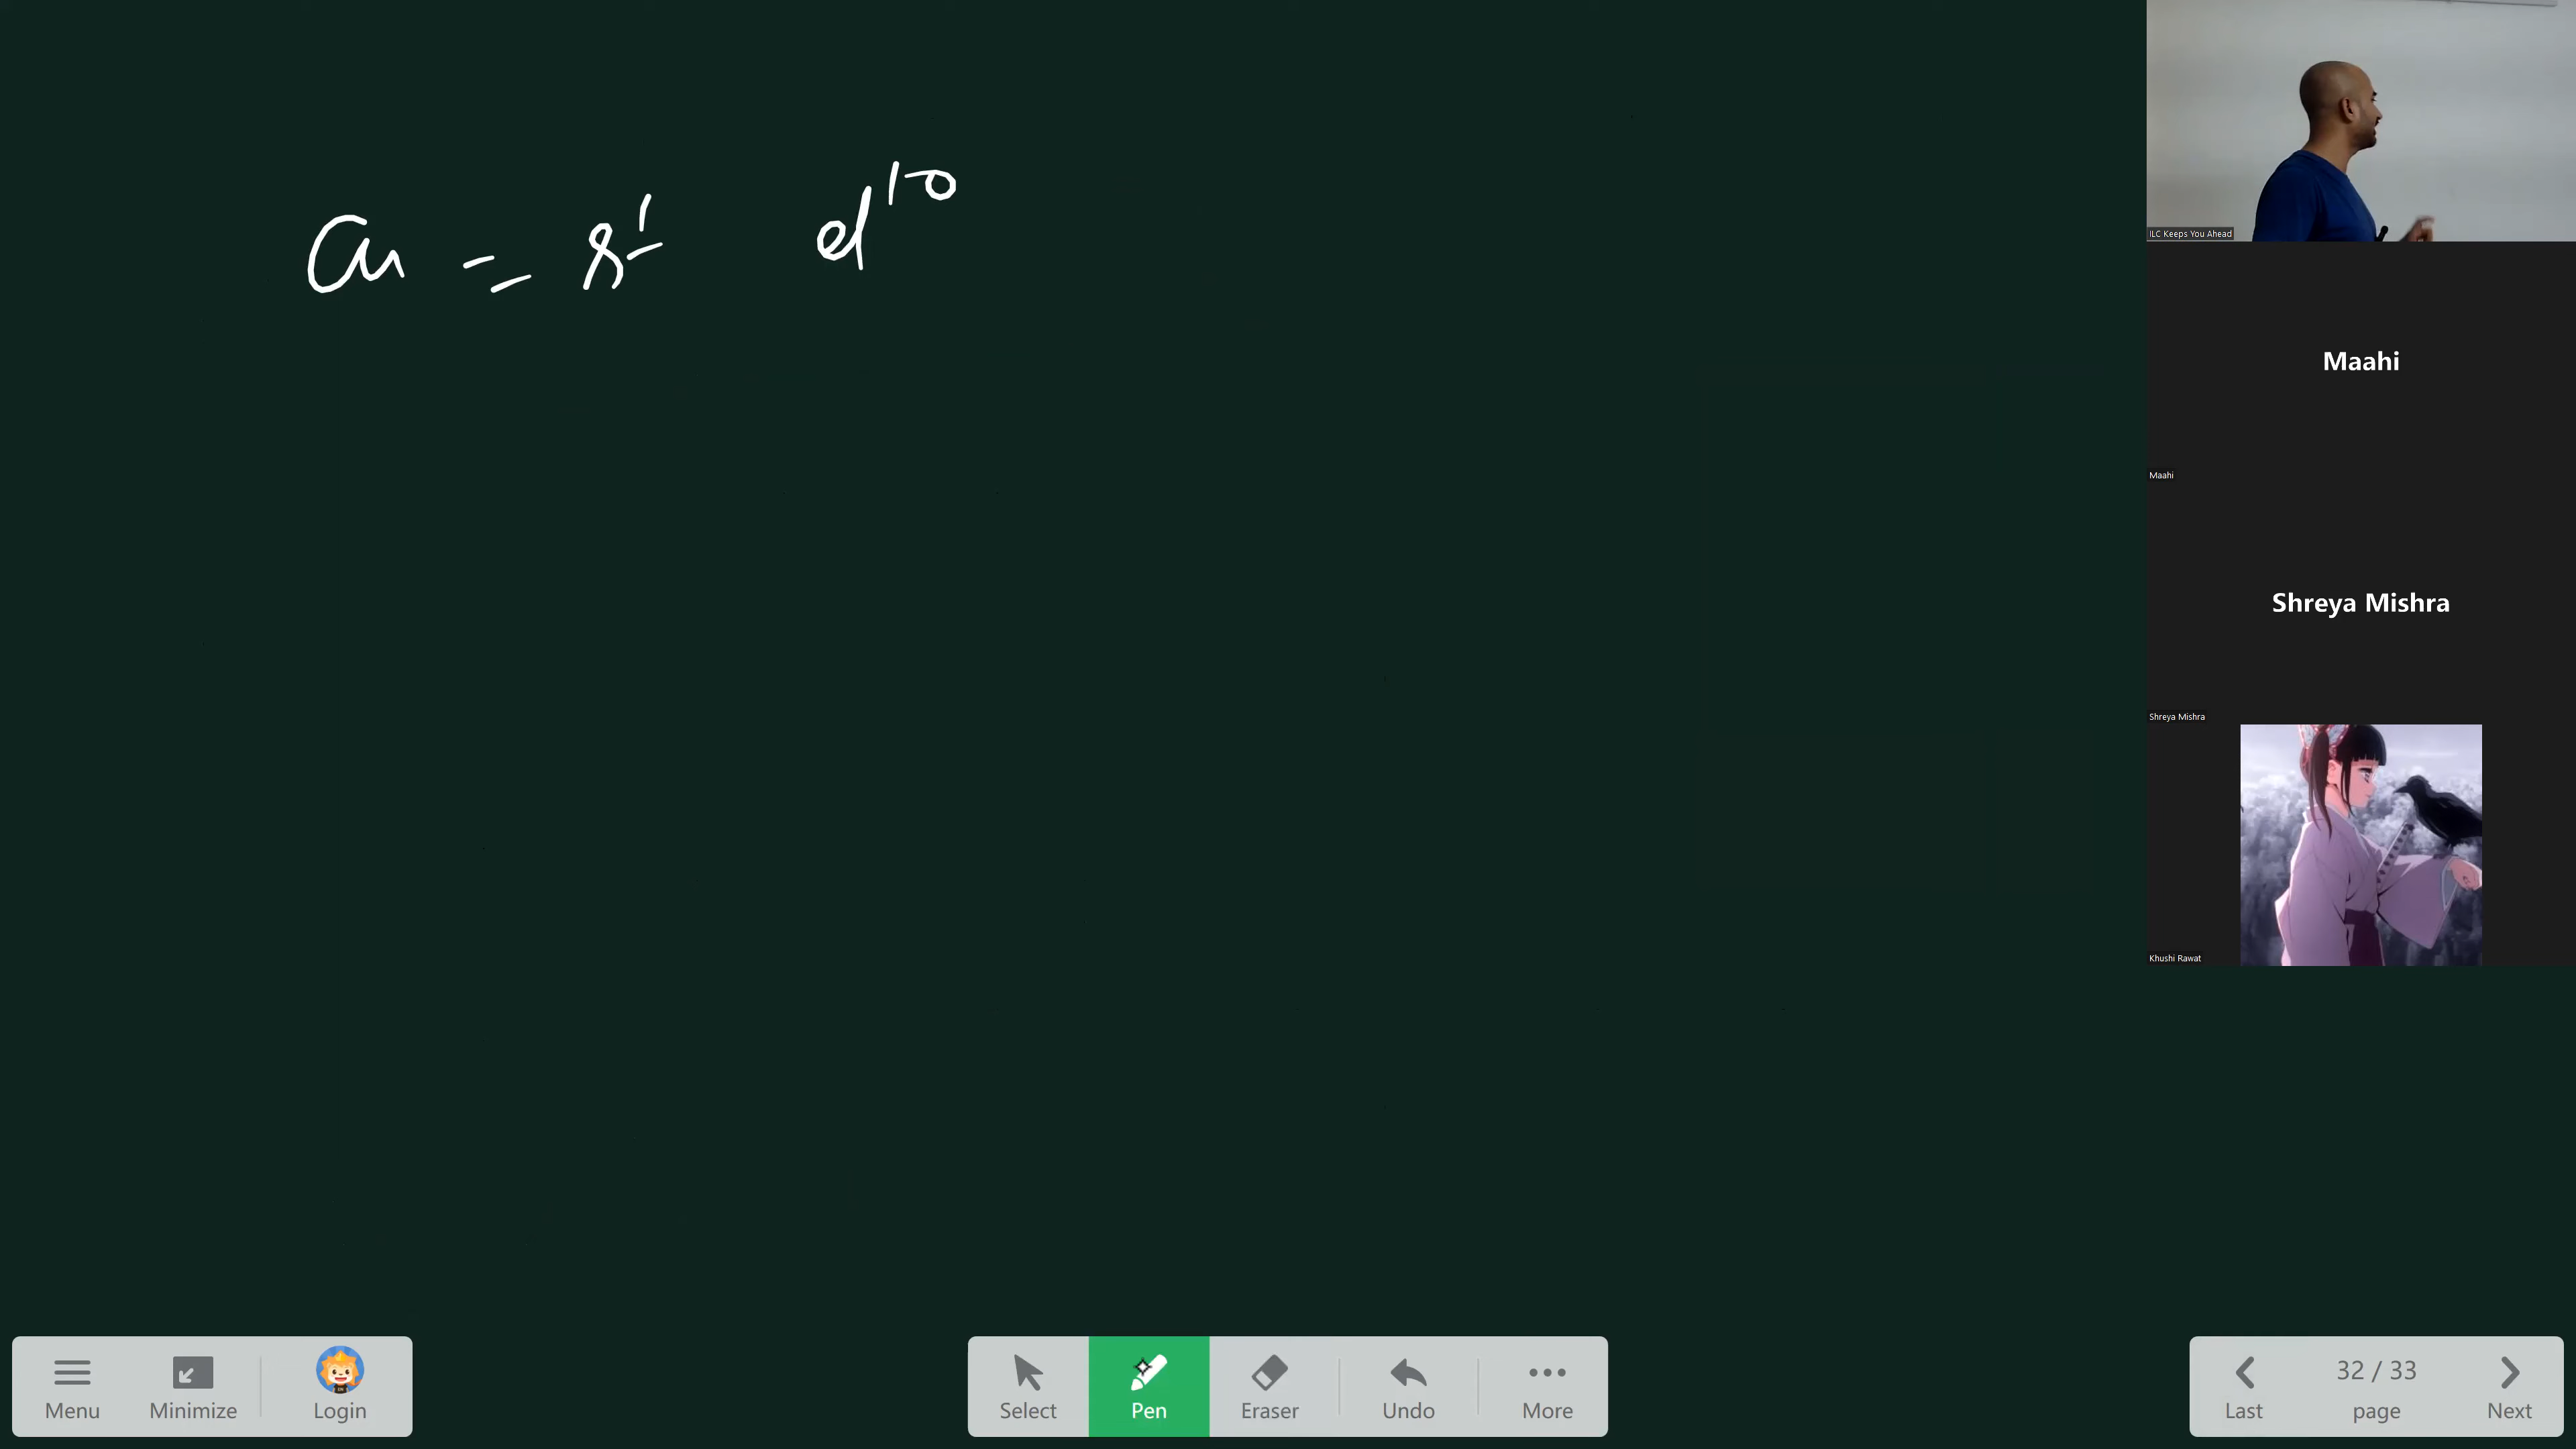 Cu = s¹ d¹⁰
ILC Keeps You Ahead
Maahi
Maahi
Shreya Mishra
Shreya Mishra
Khushi Rawat
Menu Minimize Login
Select Pen Eraser Undo More
Last 32 / 33 page Next